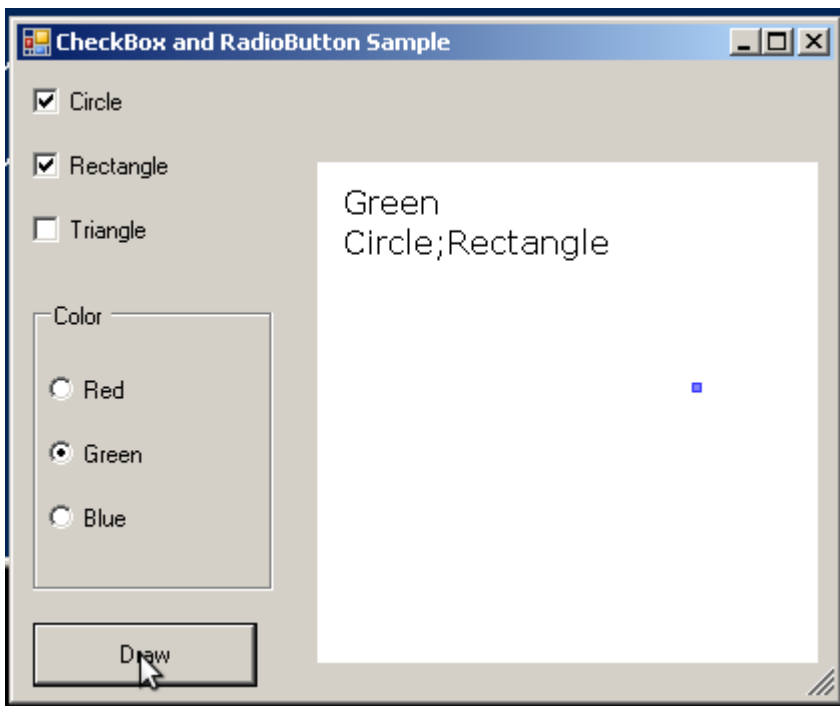 CheckBox and RadioButton Sample
Circle
Rectangle
Triangle
Color
Red
Green
Blue
Draw
Green
Circle;Rectangle